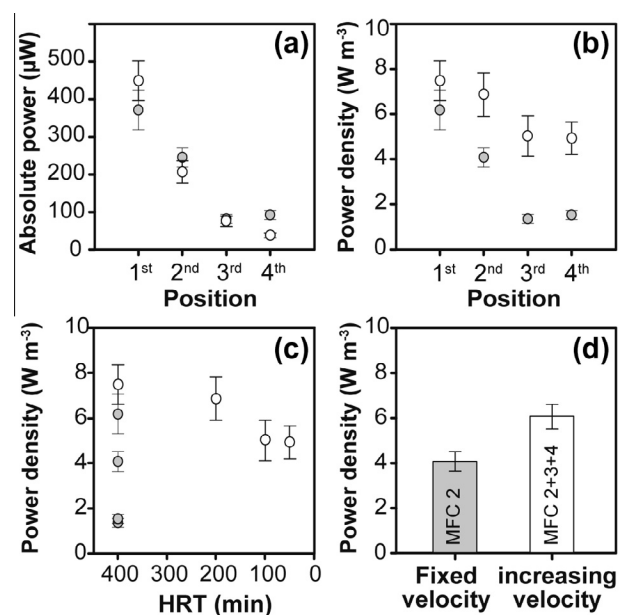 (a)
Absolute power (µW)
500
400
300
200
100
0
1st 2nd 3rd 4th
Position
(b)
Power density (W m-3)
10
8
6
4
2
0
1st 2nd 3rd 4th
Position
(c)
Power density (W m-3)
10
8
6
4
2
0
400 300 200 100 0
HRT (min)
(d)
Power density (W m-3)
10
8
6
4
2
0
MFC 2
MFC 2+3+4
Fixed increasing
velocity velocity